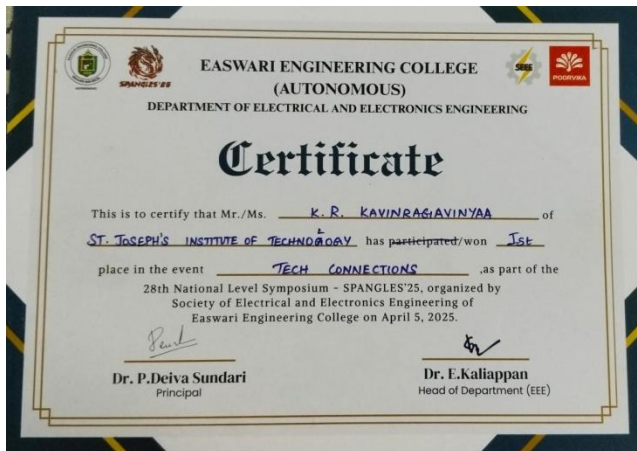 SPANGLES'25
SEEE
POORVIKA
EASWARI ENGINEERING COLLEGE
(AUTONOMOUS)
DEPARTMENT OF ELECTRICAL AND ELECTRONICS ENGINEERING
Certificate
This is to certify that Mr./Ms. K. R. KAVINRAGAVINYAA of
ST. JOSEPH'S INSTITUTE OF TECHNOLOGY has participated/won Ist
place in the event TECH CONNECTIONS ,as part of the
28th National Level Symposium - SPANGLES'25, organized by
Society of Electrical and Electronics Engineering of
Easwari Engineering College on April 5, 2025.
Dr. P.Deiva Sundari
Dr. E.Kaliappan
Principal
Head of Department (EEE)